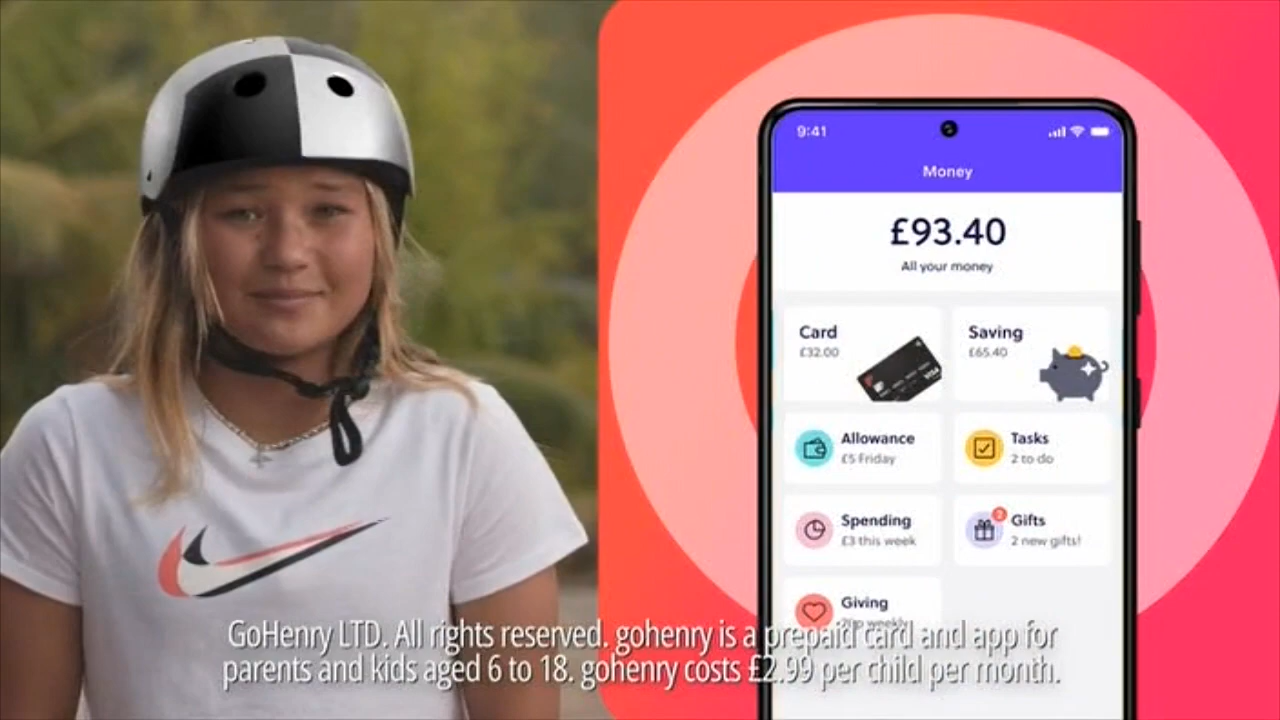 9:41
Money
£93.40
All your money
Card
£32.00
VISA
Saving
£65.40
Allowance
£5 Friday
Tasks
2 to do
Spending
£3 this week
2
Gifts
2 new gifts!
Giving
20p weekly
GoHenry LTD. All rights reserved. gohenry is a prepaid card and app for
parents and kids aged 6 to 18. gohenry costs £2.99 per child per month.